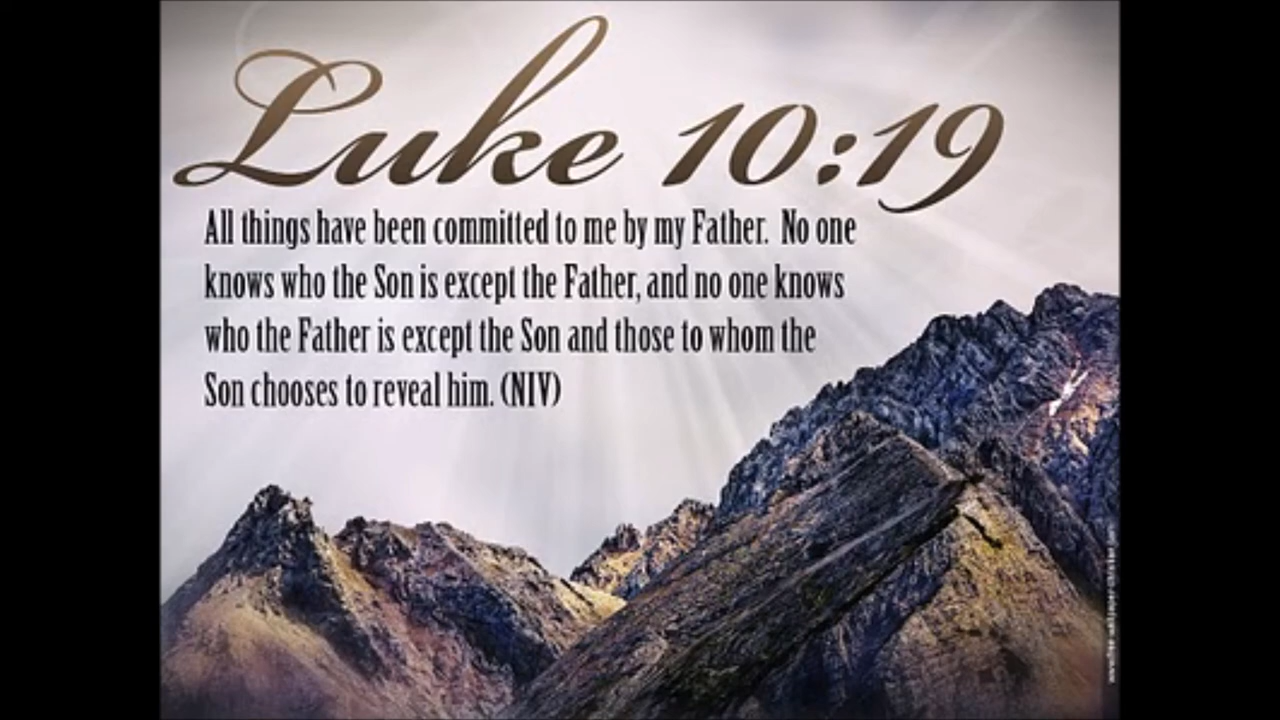 Luke 10:19
All things have been committed to me by my Father. No one
knows who the Son is except the Father, and no one knows
who the Father is except the Son and those to whom the
Son chooses to reveal him. (NIV)